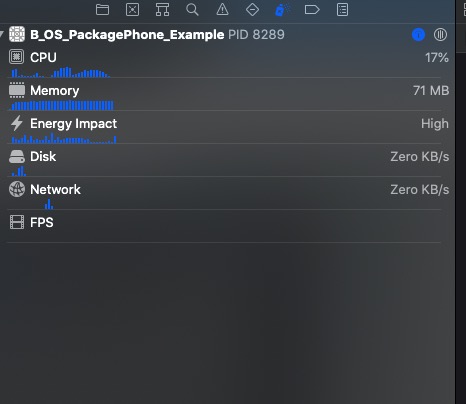 B_OS_PackagePhone_Example PID 8289
CPU 17%
Memory 71 MB
Energy Impact High
Disk Zero KB/s
Network Zero KB/s
FPS